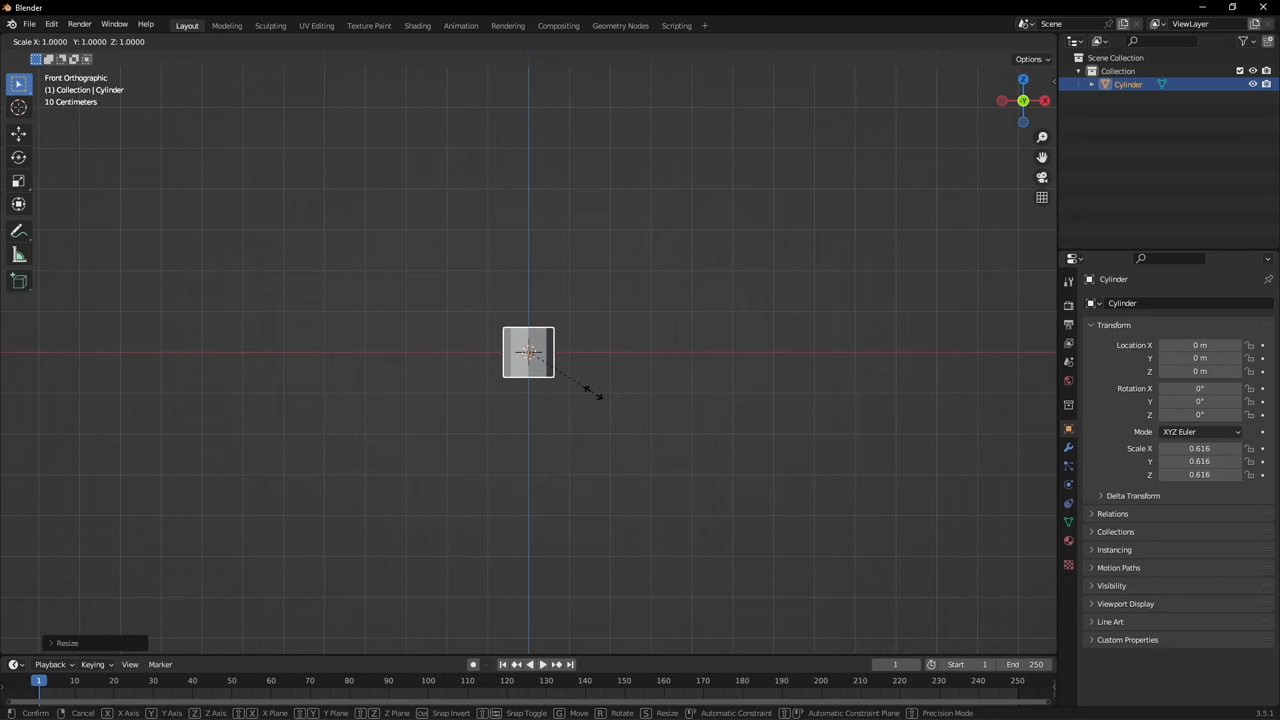 Blender
File Edit Render Window Help Layout Modeling Sculpting UV Editing Texture Paint Shading Animation Rendering Compositing Geometry Nodes Scripting + Scene ViewLayer
Scale X: 1.0000 Y: 1.0000 Z: 1.0000
Options
Front Orthographic
(1) Collection | Cylinder
10 Centimeters
Z
X
-Y
Scene Collection
Collection
Cylinder
Cylinder
Cylinder
Transform
Location X 0 m
Y 0 m
Z 0 m
Rotation X 0°
Y 0°
Z 0°
Mode XYZ Euler
Scale X 0.616
Y 0.616
Z 0.616
Delta Transform
Relations
Collections
Instancing
Motion Paths
Visibility
Viewport Display
Line Art
Custom Properties
Resize
Playback Keying View Marker 1 Start 1 End 250
1 10 20 30 40 50 60 70 80 90 100 110 120 130 140 150 160 170 180 190 200 210 220 230 240 250
Confirm Cancel X X Axis Y Y Axis Z Z Axis X X Plane Y Y Plane Z Z Plane Snap Invert Snap Toggle G Move R Rotate S Resize Automatic Constraint Automatic Constraint Plane Precision Mode 3.5.1